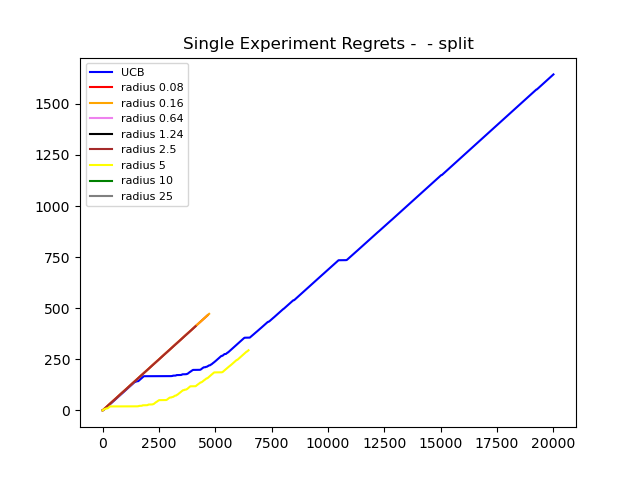 Single Experiment Regrets -  - split
UCB
radius 0.08
radius 0.16
radius 0.64
radius 1.24
radius 2.5
radius 5
radius 10
radius 25
1500
1250
1000
750
500
250
0
0 2500 5000 7500 10000 12500 15000 17500 20000